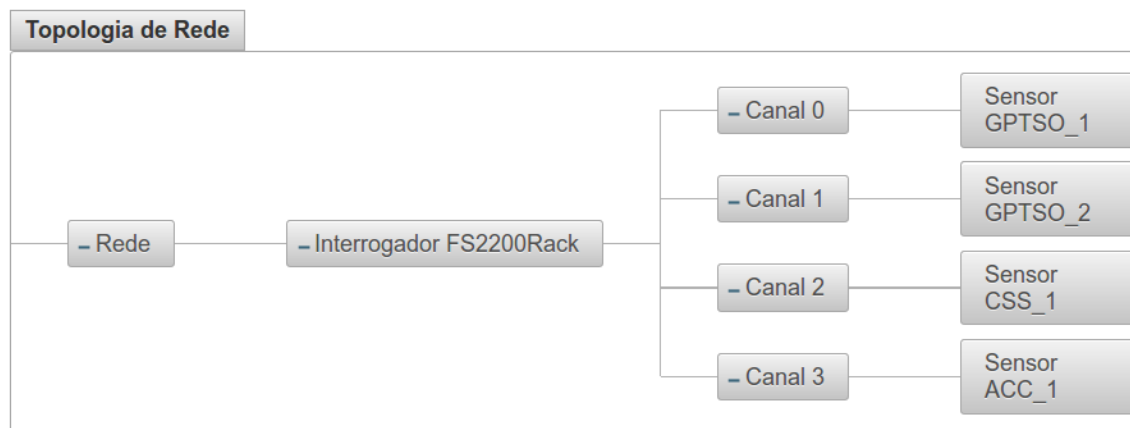 Topologia de Rede
Canal 0
Sensor
GPTSO_1
Canal 1
Sensor
GPTSO_2
Rede
Interrogador FS2200Rack
Canal 2
Sensor
CSS_1
Canal 3
Sensor
ACC_1